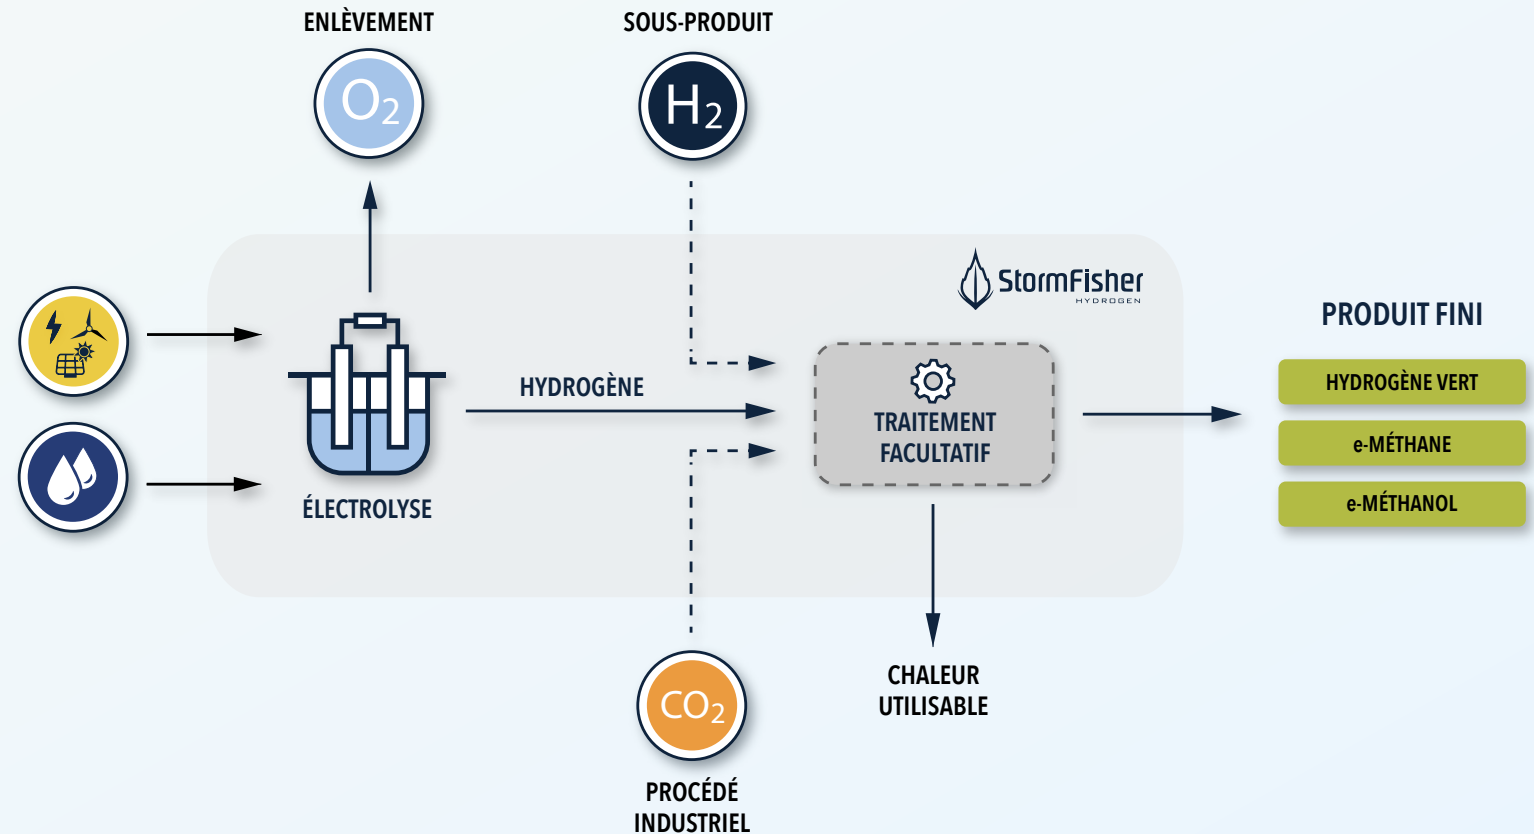 ENLÈVEMENT
O2
SOUS-PRODUIT
H2
StormFisher
HYDROGEN
ÉLECTROLYSE
HYDROGÈNE
TRAITEMENT
FACULTATIF
PRODUIT FINI
HYDROGÈNE VERT
e-MÉTHANE
e-MÉTHANOL
CHALEUR
UTILISABLE
CO2
PROCÉDÉ
INDUSTRIEL